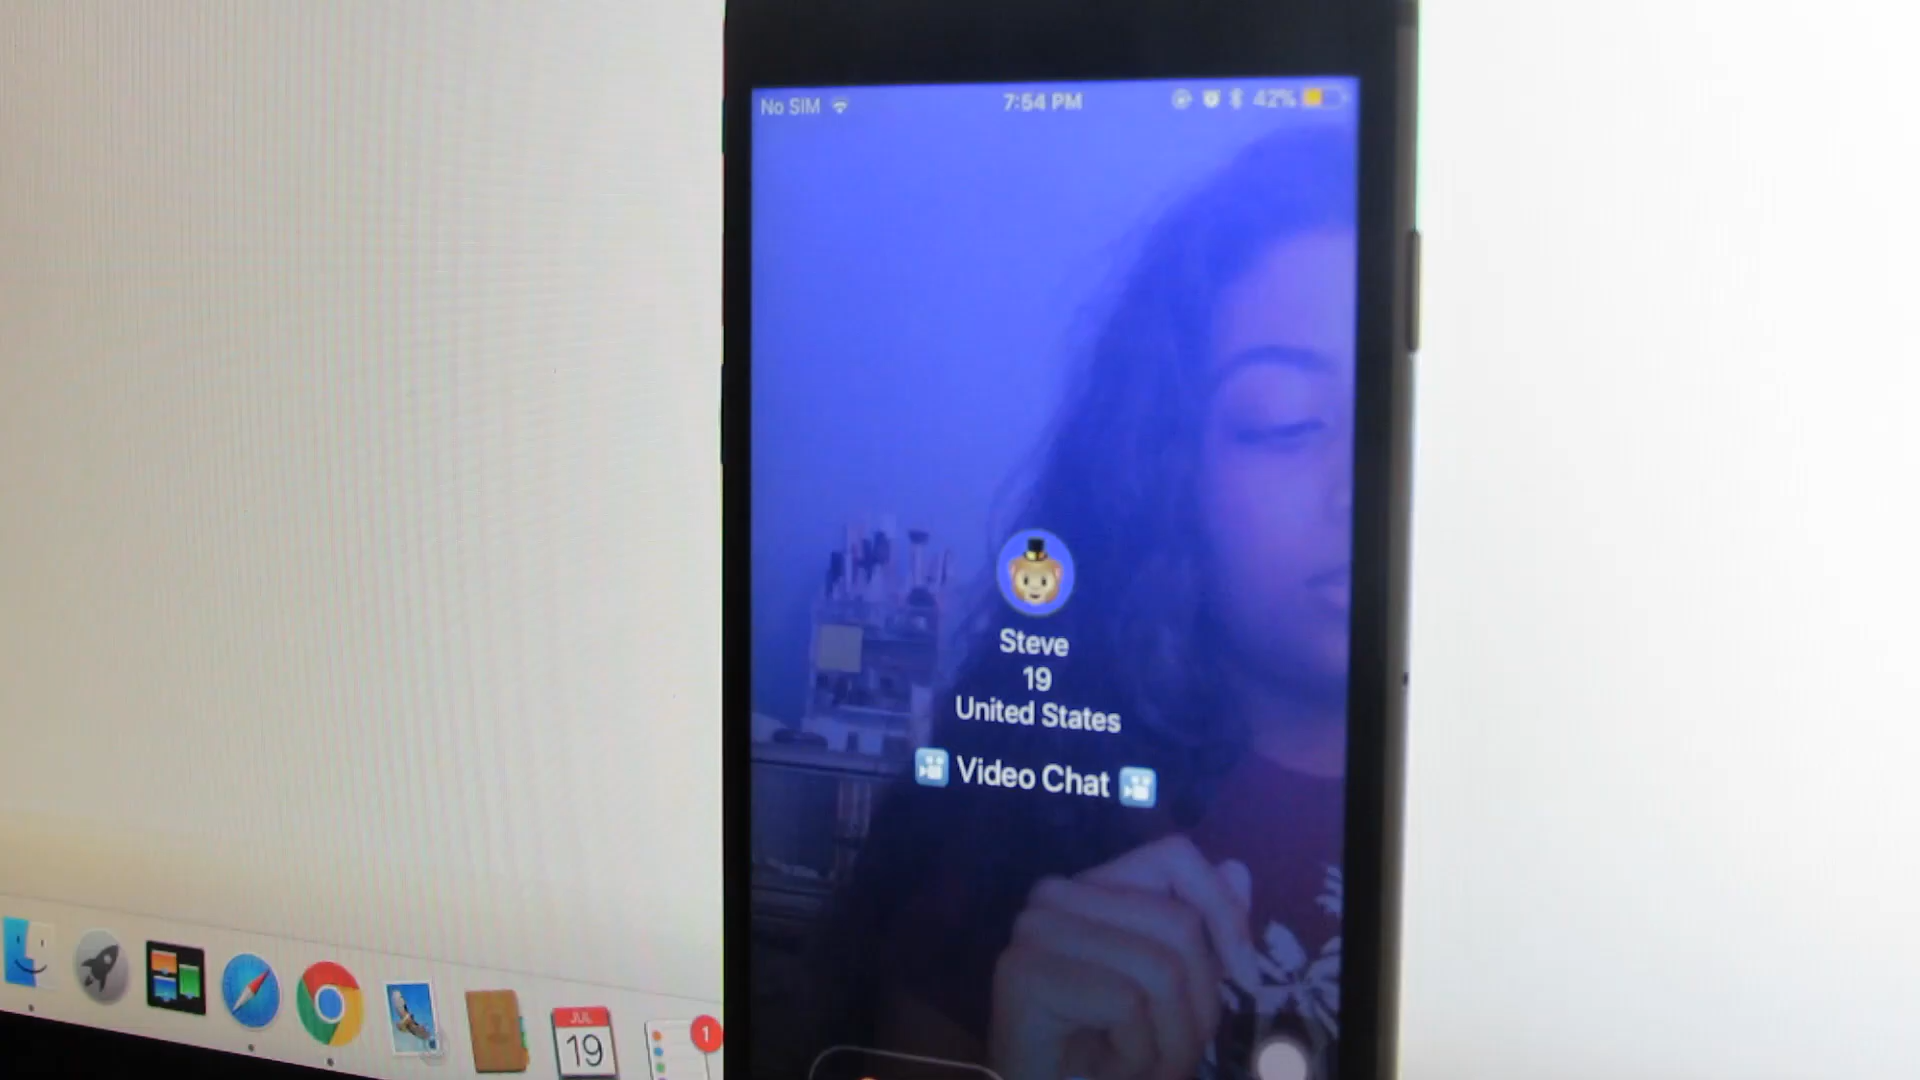 No SIM 7:54 PM 42%
Steve
19
United States
Video Chat
JUL
19
1